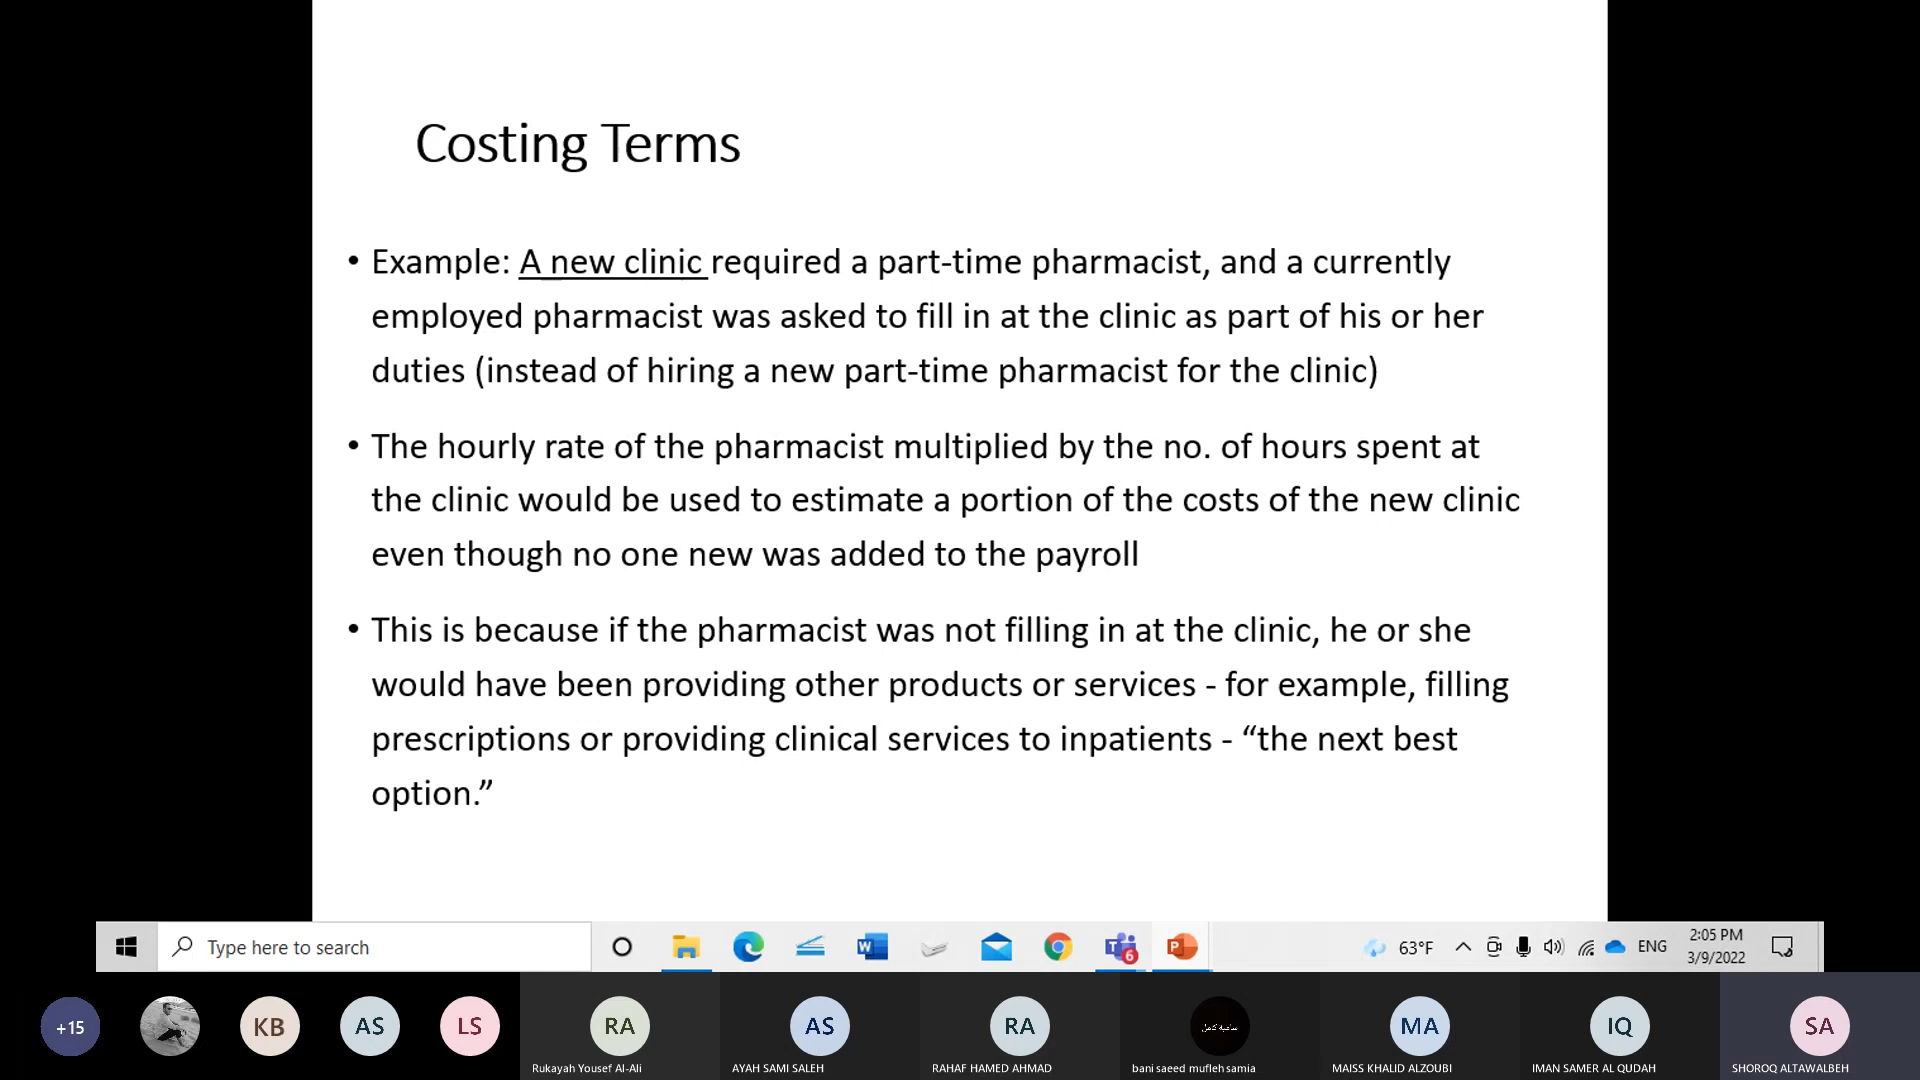 Costing Terms
• Example: A new clinic required a part-time pharmacist, and a currently
employed pharmacist was asked to fill in at the clinic as part of his or her
duties (instead of hiring a new part-time pharmacist for the clinic)
• The hourly rate of the pharmacist multiplied by the no. of hours spent at
the clinic would be used to estimate a portion of the costs of the new clinic
even though no one new was added to the payroll
• This is because if the pharmacist was not filling in at the clinic, he or she
would have been providing other products or services - for example, filling
prescriptions or providing clinical services to inpatients - “the next best
option.”
Type here to search
6
63°F
ENG
2:05 PM
3/9/2022
+15
KB
AS
LS
RA
Rukayah Yousef Al-Ali
AS
AYAH SAMI SALEH
RA
RAHAF HAMED AHMAD
bani saeed mufleh samia
MA
MAISS KHALID ALZOUBI
IQ
IMAN SAMER AL QUDAH
SA
SHOROQ ALTAWALBEH